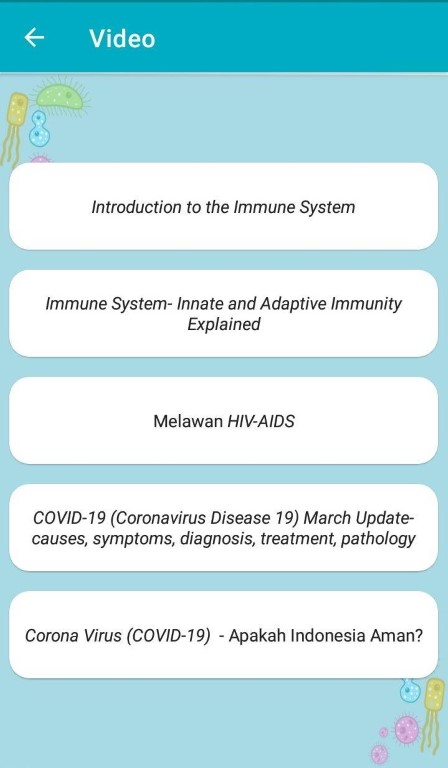 Video
Introduction to the Immune System
Immune System- Innate and Adaptive Immunity
Explained
Melawan HIV-AIDS
COVID-19 (Coronavirus Disease 19) March Update-
causes, symptoms, diagnosis, treatment, pathology
Corona Virus (COVID-19)  - Apakah Indonesia Aman?